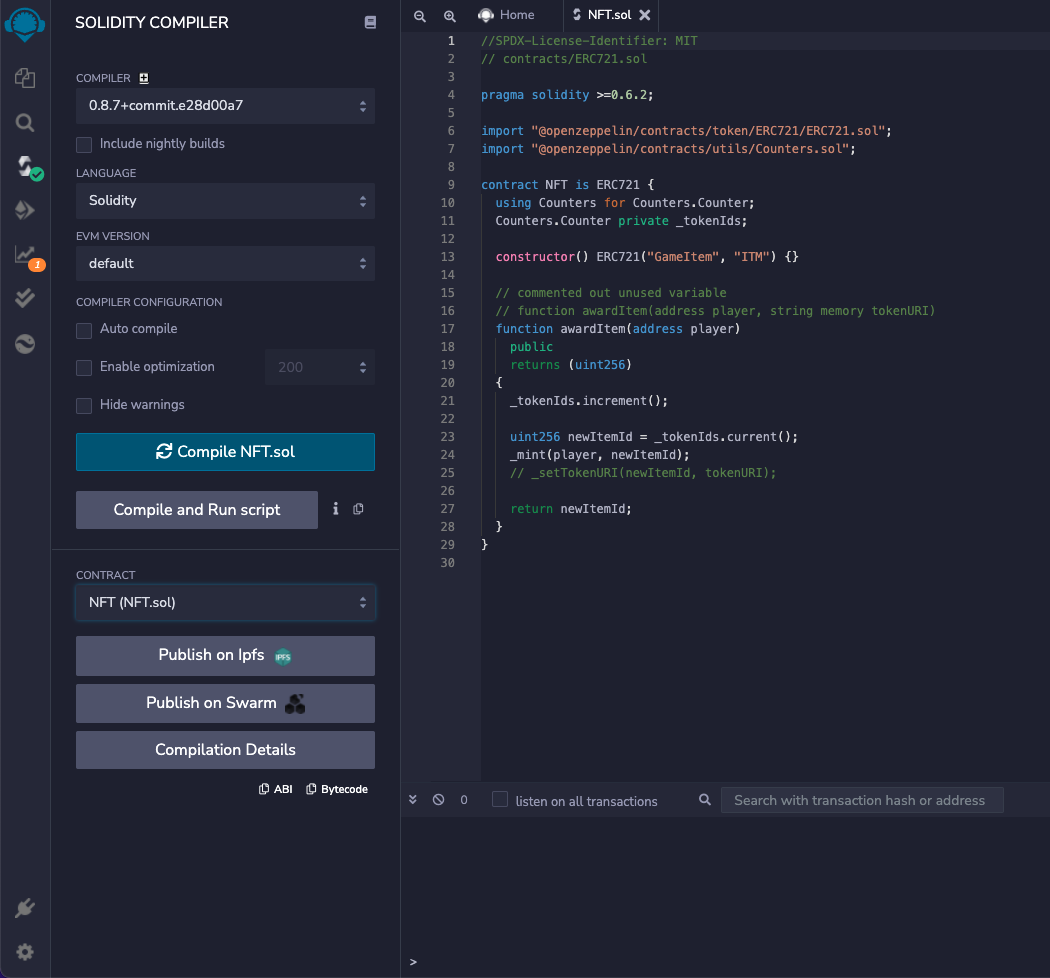 SOLIDITY COMPILER
COMPILER
0.8.7+commit.e28d00a7
Include nightly builds
LANGUAGE
Solidity
EVM VERSION
default
COMPILER CONFIGURATION
Auto compile
Enable optimization
200
Hide warnings
Compile NFT.sol
Compile and Run script
CONTRACT
NFT (NFT.sol)
Publish on Ipfs
IPFS
Publish on Swarm
Compilation Details
ABI
Bytecode
1
Home
NFT.sol
1 //SPDX-License-Identifier: MIT
2 // contracts/ERC721.sol
3
4 pragma solidity >=0.6.2;
5
6 import "@openzeppelin/contracts/token/ERC721/ERC721.sol";
7 import "@openzeppelin/contracts/utils/Counters.sol";
8
9 contract NFT is ERC721 {
10 using Counters for Counters.Counter;
11 Counters.Counter private _tokenIds;
12
13 constructor() ERC721("GameItem", "ITM") {}
14
15 // commented out unused variable
16 // function awardItem(address player, string memory tokenURI)
17 function awardItem(address player)
18 public
19 returns (uint256)
20 {
21 _tokenIds.increment();
22
23 uint256 newItemId = _tokenIds.current();
24 _mint(player, newItemId);
25 // _setTokenURI(newItemId, tokenURI);
26
27 return newItemId;
28 }
29 }
30
0
listen on all transactions
Search with transaction hash or address
>